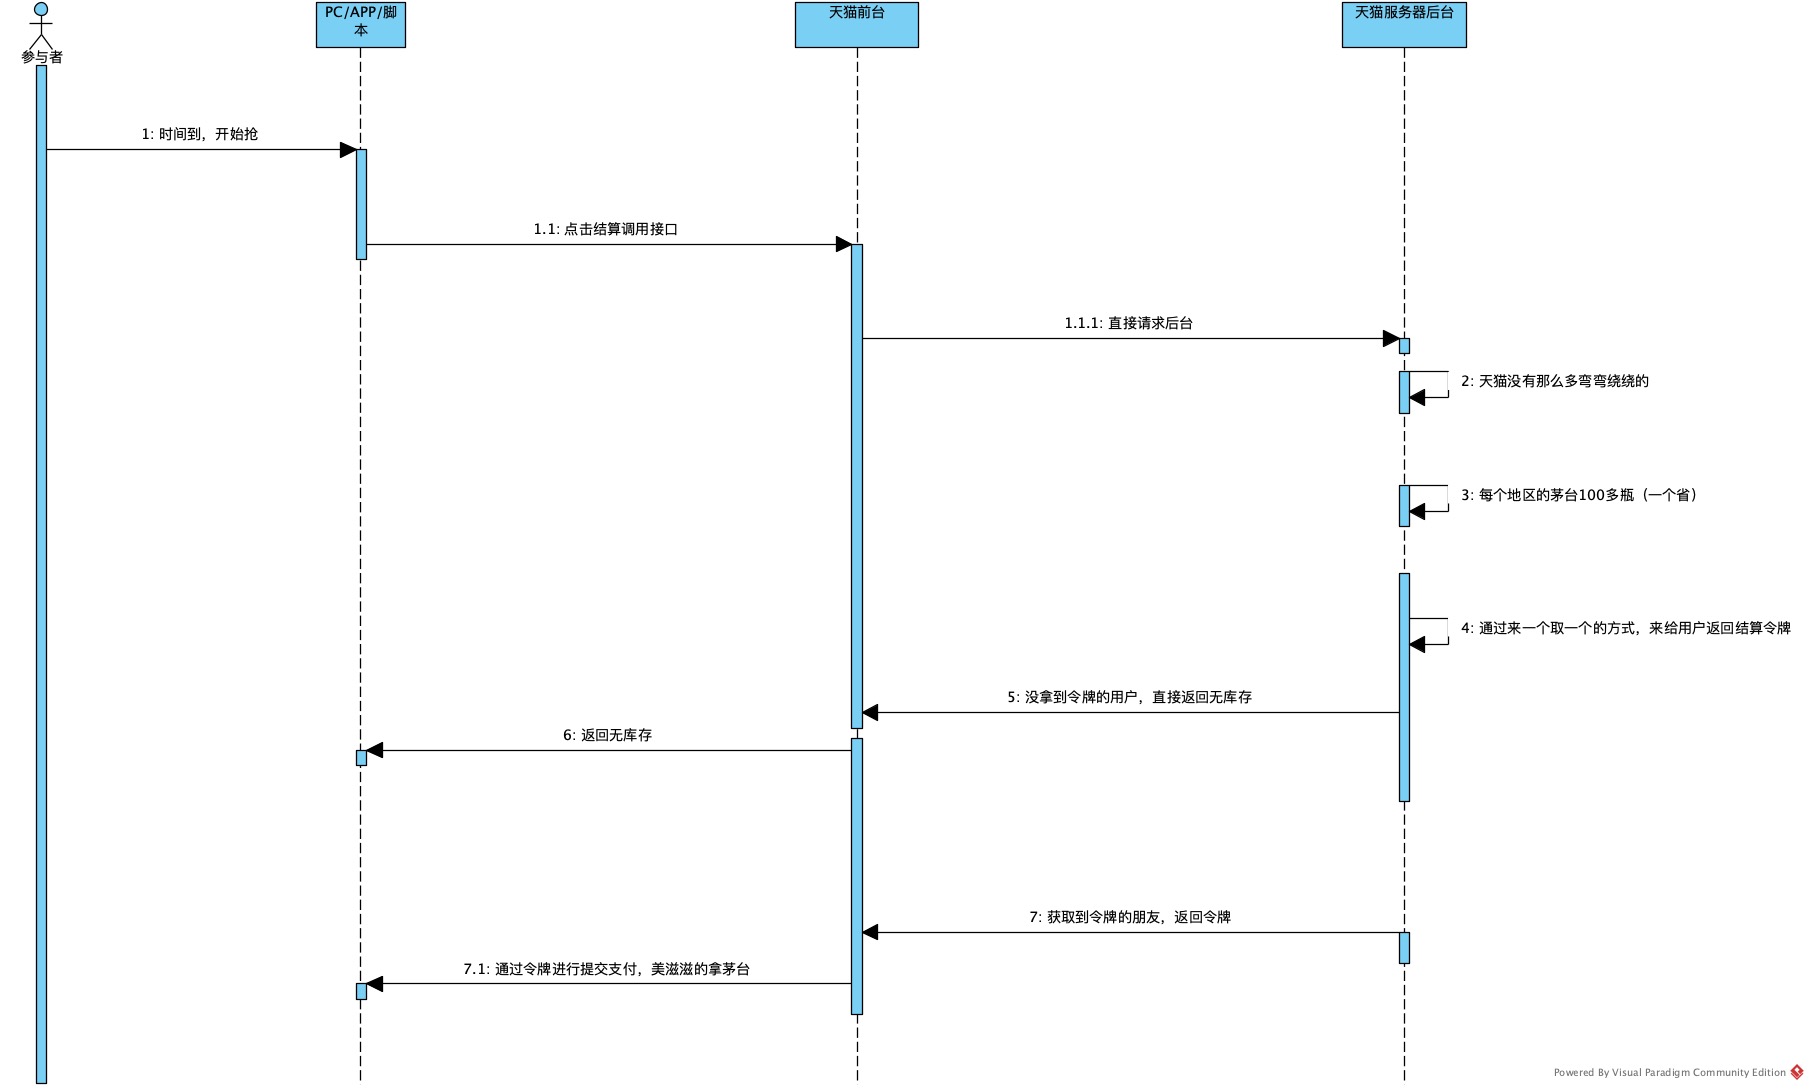 参与者
PC/APP/脚
本
天猫前台
天猫服务器后台
1: 时间到，开始抢
1.1: 点击结算调用接口
1.1.1: 直接请求后台
2: 天猫没有那么多弯弯绕绕的
3: 每个地区的茅台100多瓶（一个省）
4: 通过来一个取一个的方式，来给用户返回结算令牌
5: 没拿到令牌的用户，直接返回无库存
6: 返回无库存
7: 获取到令牌的朋友，返回令牌
7.1: 通过令牌进行提交支付，美滋滋的拿茅台
Powered By Visual Paradigm Community Edition